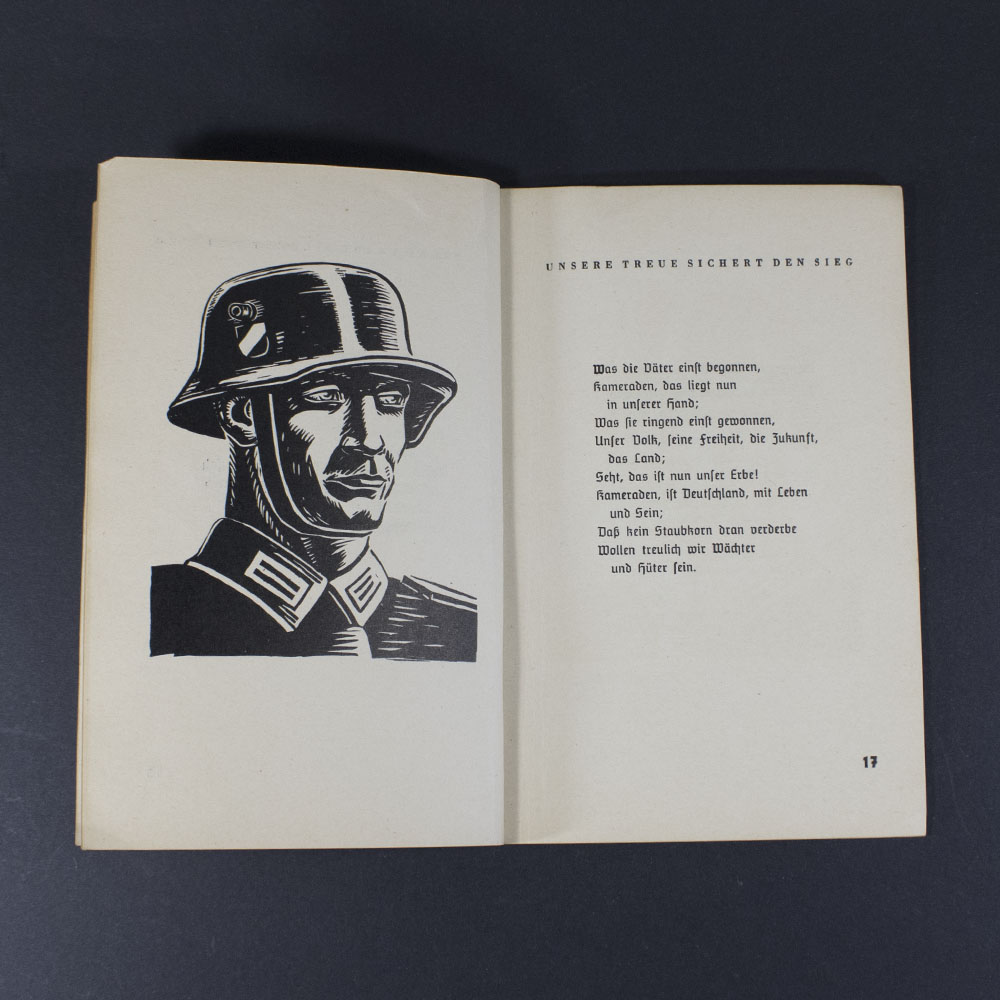 UNSERE TREUE SICHERT DEN SIEG
Was die Väter einſt begonnen,
Kameraden, das liegt nun
in unſerer Hand;
Was ſie ringend einſt gewonnen,
Unſer Volk, ſeine Freiheit, die Zukunft,
das Land;
Seht, das iſt nun unſer Erbe!
Kameraden, iſt Deutſchland, mit Leben
und Sein;
Daß kein Staubkorn dran verderbe
Wollen treulich wir Wächter
und Hüter ſein.
17